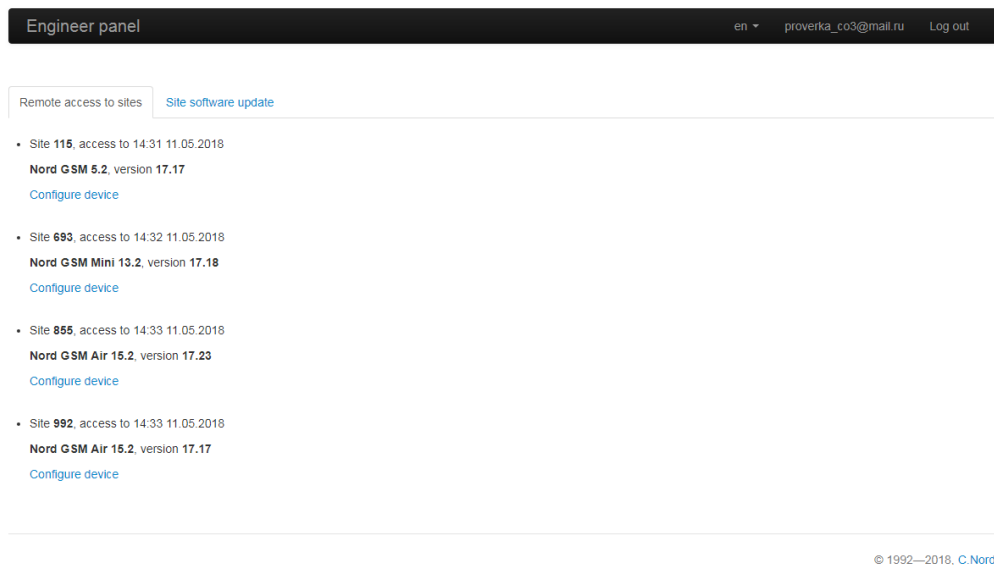 Engineer panel en proverka_co3@mail.ru Log out
Remote access to sites Site software update
Site 115, access to 14:31 11.05.2018
Nord GSM 5.2, version 17.17
Configure device
Site 693, access to 14:32 11.05.2018
Nord GSM Mini 13.2, version 17.18
Configure device
Site 855, access to 14:33 11.05.2018
Nord GSM Air 15.2, version 17.23
Configure device
Site 992, access to 14:33 11.05.2018
Nord GSM Air 15.2, version 17.17
Configure device
© 1992—2018, C.Nord